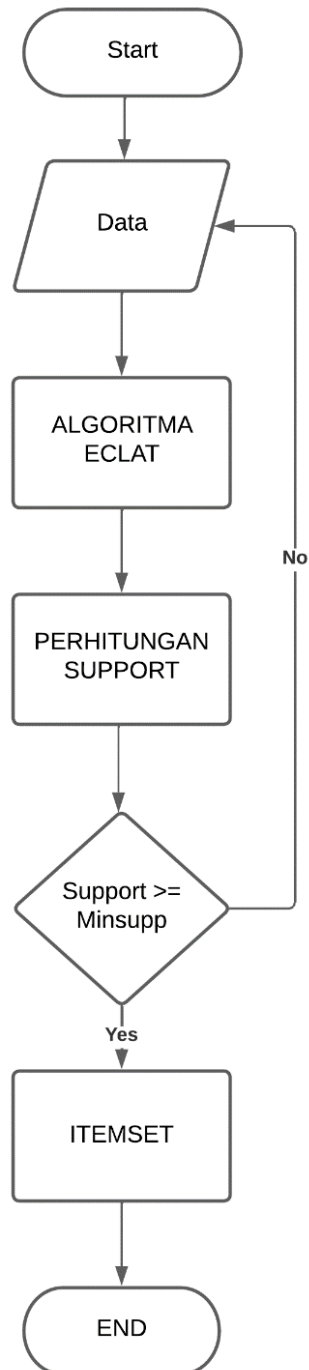 Start
Data
ALGORITMA
ECLAT
No
PERHITUNGAN
SUPPORT
Support >=
Minsupp
Yes
ITEMSET
END